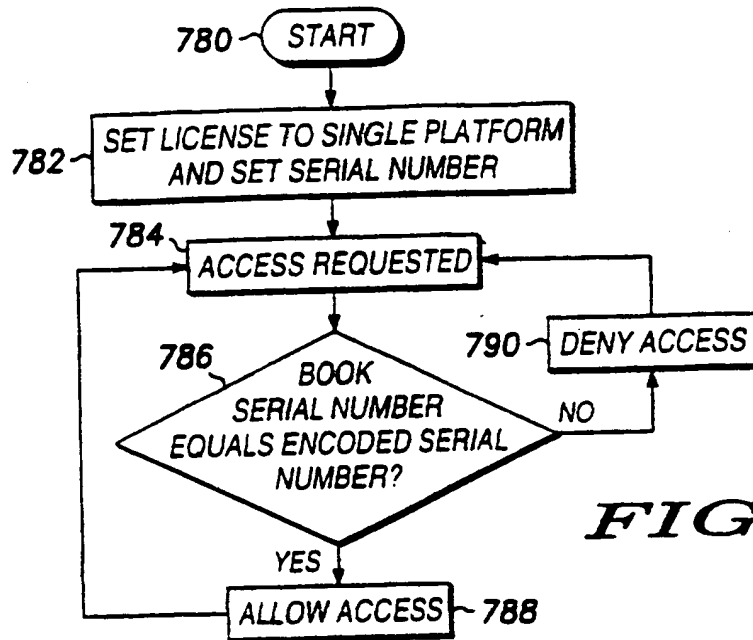 780
START
782
SET LICENSE TO SINGLE PLATFORM
AND SET SERIAL NUMBER
784
ACCESS REQUESTED
786
BOOK
SERIAL NUMBER
EQUALS ENCODED SERIAL
NUMBER?
NO
790
DENY ACCESS
YES
ALLOW ACCESS
788
FIG